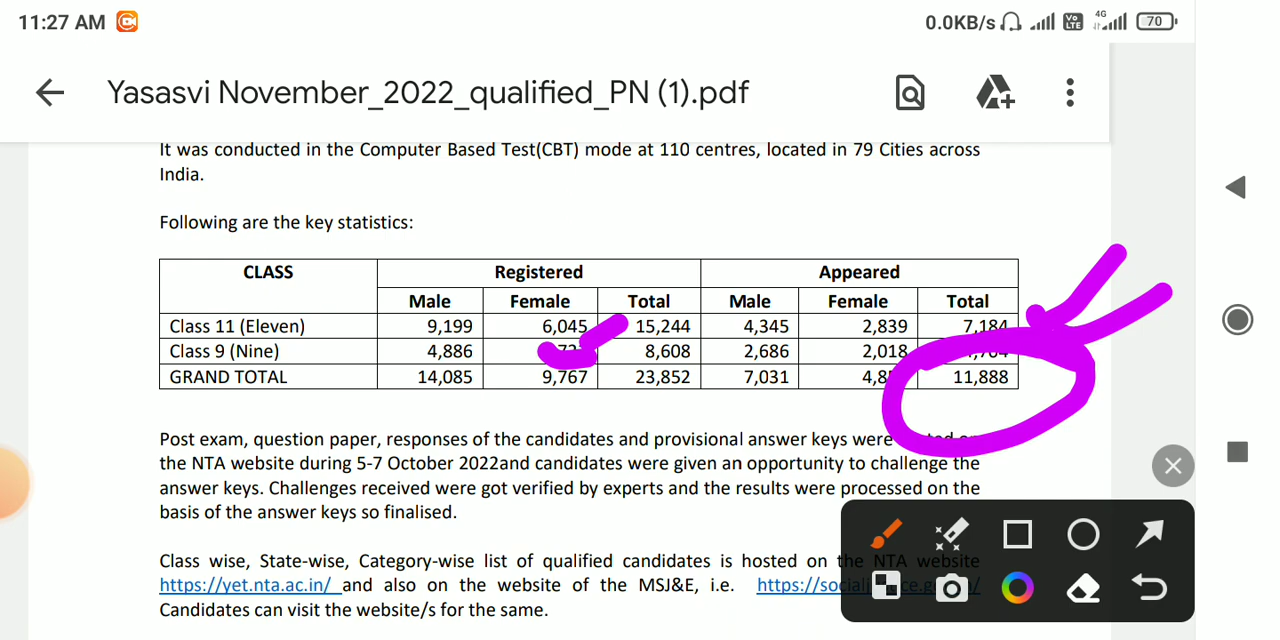 11:27 AM 0.0KB/s Vo LTE 4G 70
Yasasvi November_2022_qualified_PN (1).pdf
It was conducted in the Computer Based Test(CBT) mode at 110 centres, located in 79 Cities across
India.
Following are the key statistics:
CLASS Registered Appeared
Male Female Total Male Female Total
Class 11 (Eleven) 9,199 6,045 15,244 4,345 2,839 7,184
Class 9 (Nine) 4,886 8,608 2,686 2,018
GRAND TOTAL 14,085 9,767 23,852 7,031 11,888
Post exam, question paper, responses of the candidates and provisional answer keys were
the NTA website during 5-7 October 2022and candidates were given an opportunity to challenge the
answer keys. Challenges received were got verified by experts and the results were processed on the
basis of the answer keys so finalised.
Class wise, State-wise, Category-wise list of qualified candidates is hosted on the NTA website
https://yet.nta.ac.in/ and also on the website of the MSJ&E, i.e.
Candidates can visit the website/s for the same.